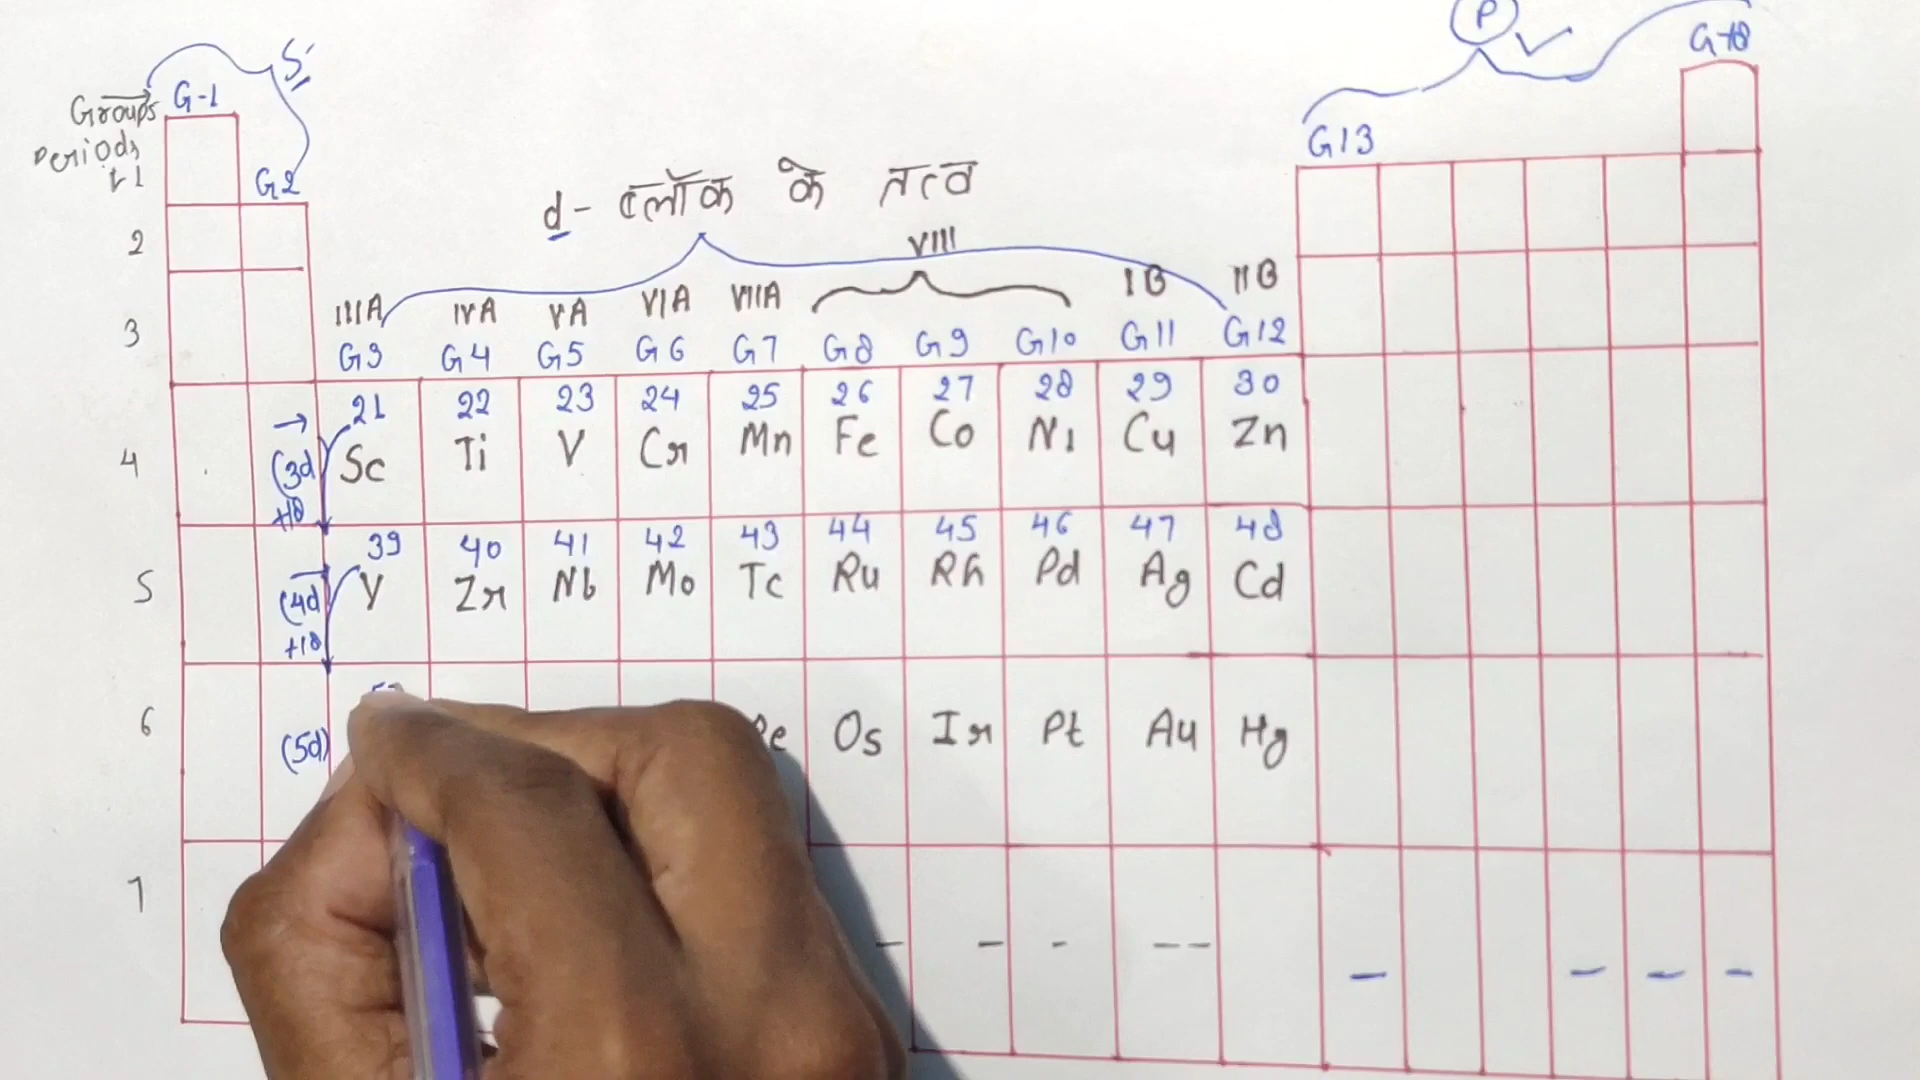 S
P
G-18
Groups G-1
Periods
1
G2
G13
d- ब्लॉक के तत्व
2
VIII
IIIA IVA VA VIA VIIA IB IIB
3
G3 G4 G5 G6 G7 G8 G9 G10 G11 G12
21 22 23 24 25 26 27 28 29 30
4 (3d Sc Ti V Cr Mn Fe Co Ni Cu Zn
+18
39 40 41 42 43 44 45 46 47 48
5 (4d Y Zr Nb Mo Tc Ru Rh Pd Ag Cd
+18
6 (5d) Os Ir Pt Au Hg
7